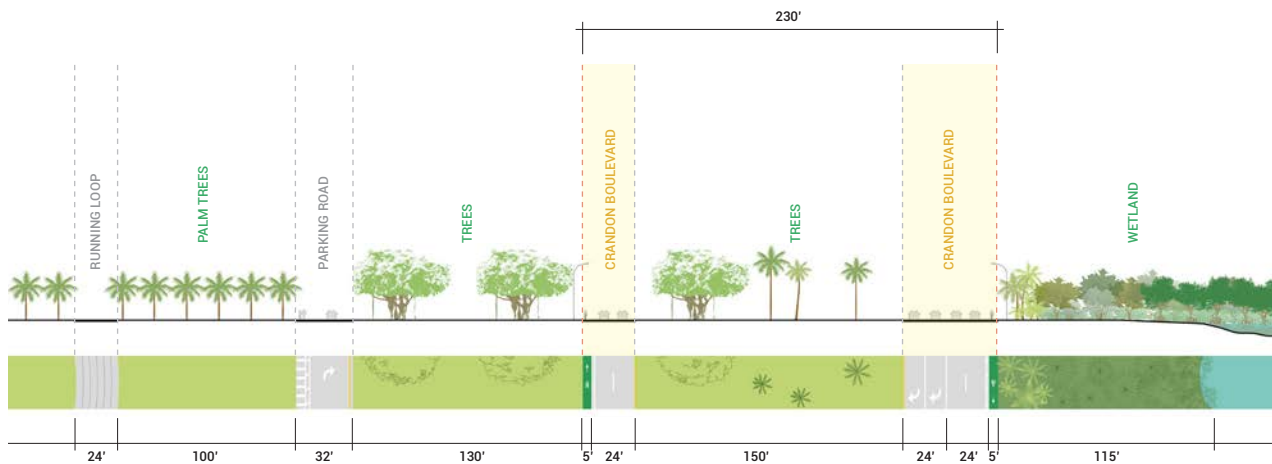 230'
RUNNING LOOP
PALM TREES
PARKING ROAD
TREES
CRANDON BOULEVARD
TREES
CRANDON BOULEVARD
WETLAND
24' 100' 32' 130' 5' 24' 150' 24' 24' 5' 115'